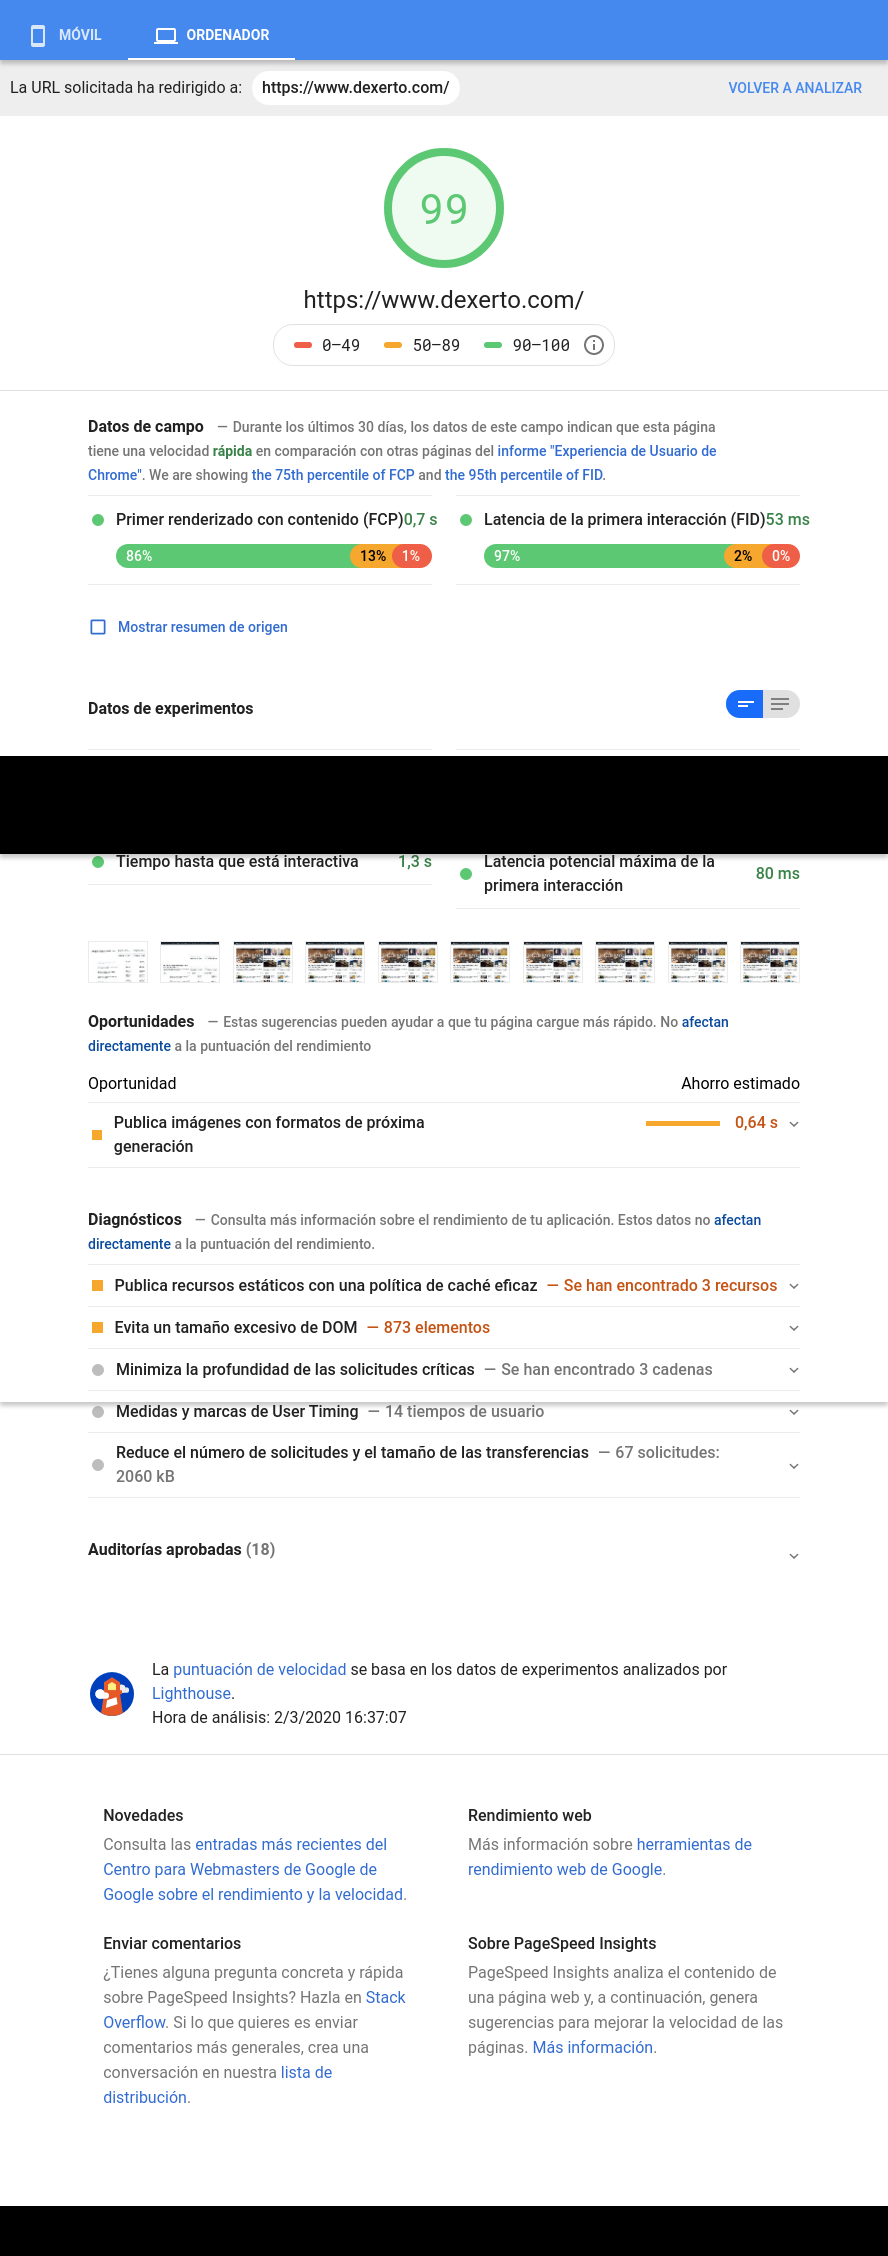 MÓVIL
ORDENADOR
La URL solicitada ha redirigido a: https://www.dexerto.com/ VOLVER A ANALIZAR
99
https://www.dexerto.com/
0–49 50–89 90–100
Datos de campo — Durante los últimos 30 días, los datos de este campo indican que esta página
tiene una velocidad rápida en comparación con otras páginas del informe "Experiencia de Usuario de
Chrome". We are showing the 75th percentile of FCP and the 95th percentile of FID.
Primer renderizado con contenido (FCP) 0,7 s
86% 13% 1%
Latencia de la primera interacción (FID) 53 ms
97% 2% 0%
Mostrar resumen de origen
Datos de experimentos
Tiempo hasta que está interactiva 1,3 s
Latencia potencial máxima de la
primera interacción
80 ms
Oportunidades — Estas sugerencias pueden ayudar a que tu página cargue más rápido. No afectan
directamente a la puntuación del rendimiento
Oportunidad Ahorro estimado
Publica imágenes con formatos de próxima
generación
0,64 s
Diagnósticos — Consulta más información sobre el rendimiento de tu aplicación. Estos datos no afectan
directamente a la puntuación del rendimiento.
Publica recursos estáticos con una política de caché eficaz — Se han encontrado 3 recursos
Evita un tamaño excesivo de DOM — 873 elementos
Minimiza la profundidad de las solicitudes críticas — Se han encontrado 3 cadenas
Medidas y marcas de User Timing — 14 tiempos de usuario
Reduce el número de solicitudes y el tamaño de las transferencias — 67 solicitudes:
2060 kB
Auditorías aprobadas (18)
La puntuación de velocidad se basa en los datos de experimentos analizados por
Lighthouse.
Hora de análisis: 2/3/2020 16:37:07
Novedades
Consulta las entradas más recientes del
Centro para Webmasters de Google de
Google sobre el rendimiento y la velocidad.
Rendimiento web
Más información sobre herramientas de
rendimiento web de Google.
Enviar comentarios
¿Tienes alguna pregunta concreta y rápida
sobre PageSpeed Insights? Hazla en Stack
Overflow. Si lo que quieres es enviar
comentarios más generales, crea una
conversación en nuestra lista de
distribución.
Sobre PageSpeed Insights
PageSpeed Insights analiza el contenido de
una página web y, a continuación, genera
sugerencias para mejorar la velocidad de las
páginas. Más información.